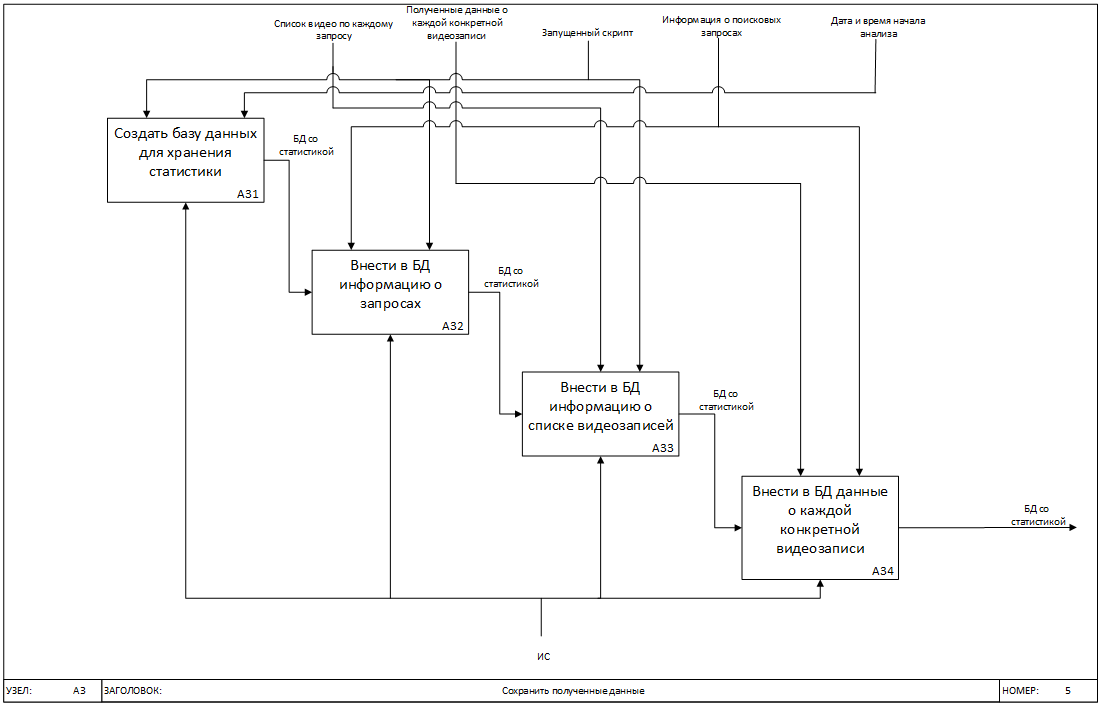 Список видео по каждому
запросу
Полученные данные о
каждой конкретной
видеозаписи
Запущенный скрипт
Информация о поисковых
запросах
Дата и время начала
анализа
Создать базу данных
для хранения
статистики
А31
БД со
статистикой
Внести в БД
информацию о
запросах
А32
БД со
статистикой
Внести в БД
информацию о
списке видеозаписей
А33
БД со
статистикой
Внести в БД данные
о каждой
конкретной
видеозаписи
А34
БД со
статистикой
ИС
УЗЕЛ: А3 ЗАГОЛОВОК: Сохранить полученные данные НОМЕР: 5